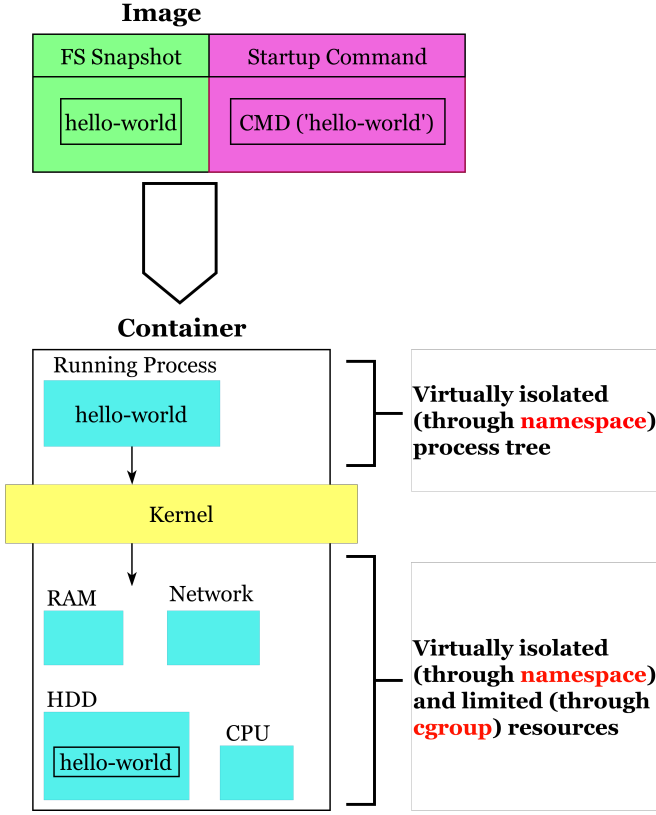 Image
FS Snapshot
Startup Command
hello-world
CMD ('hello-world')
Container
Running Process
hello-world
Virtually isolated
(through namespace)
process tree
Kernel
RAM
Network
HDD
hello-world
CPU
Virtually isolated
(through namespace)
and limited (through
cgroup) resources